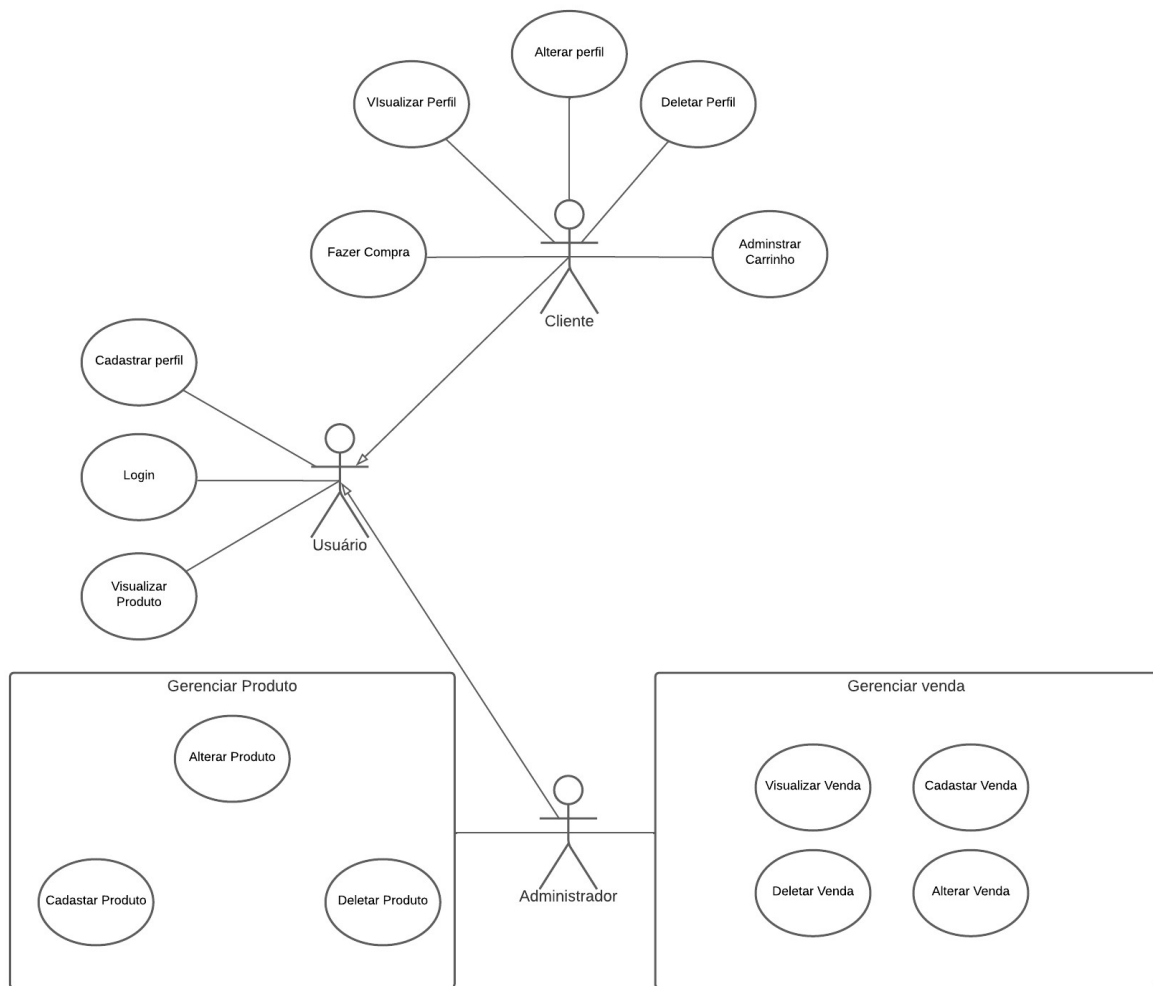 Alterar perfil
VIsualizar Perfil
Deletar Perfil
Fazer Compra
Adminstrar
Carrinho
Cliente
Cadastrar perfil
Login
Usuário
Visualizar
Produto
Gerenciar Produto
Gerenciar venda
Alterar Produto
Visualizar Venda
Cadastar Venda
Cadastar Produto
Deletar Produto
Administrador
Deletar Venda
Alterar Venda